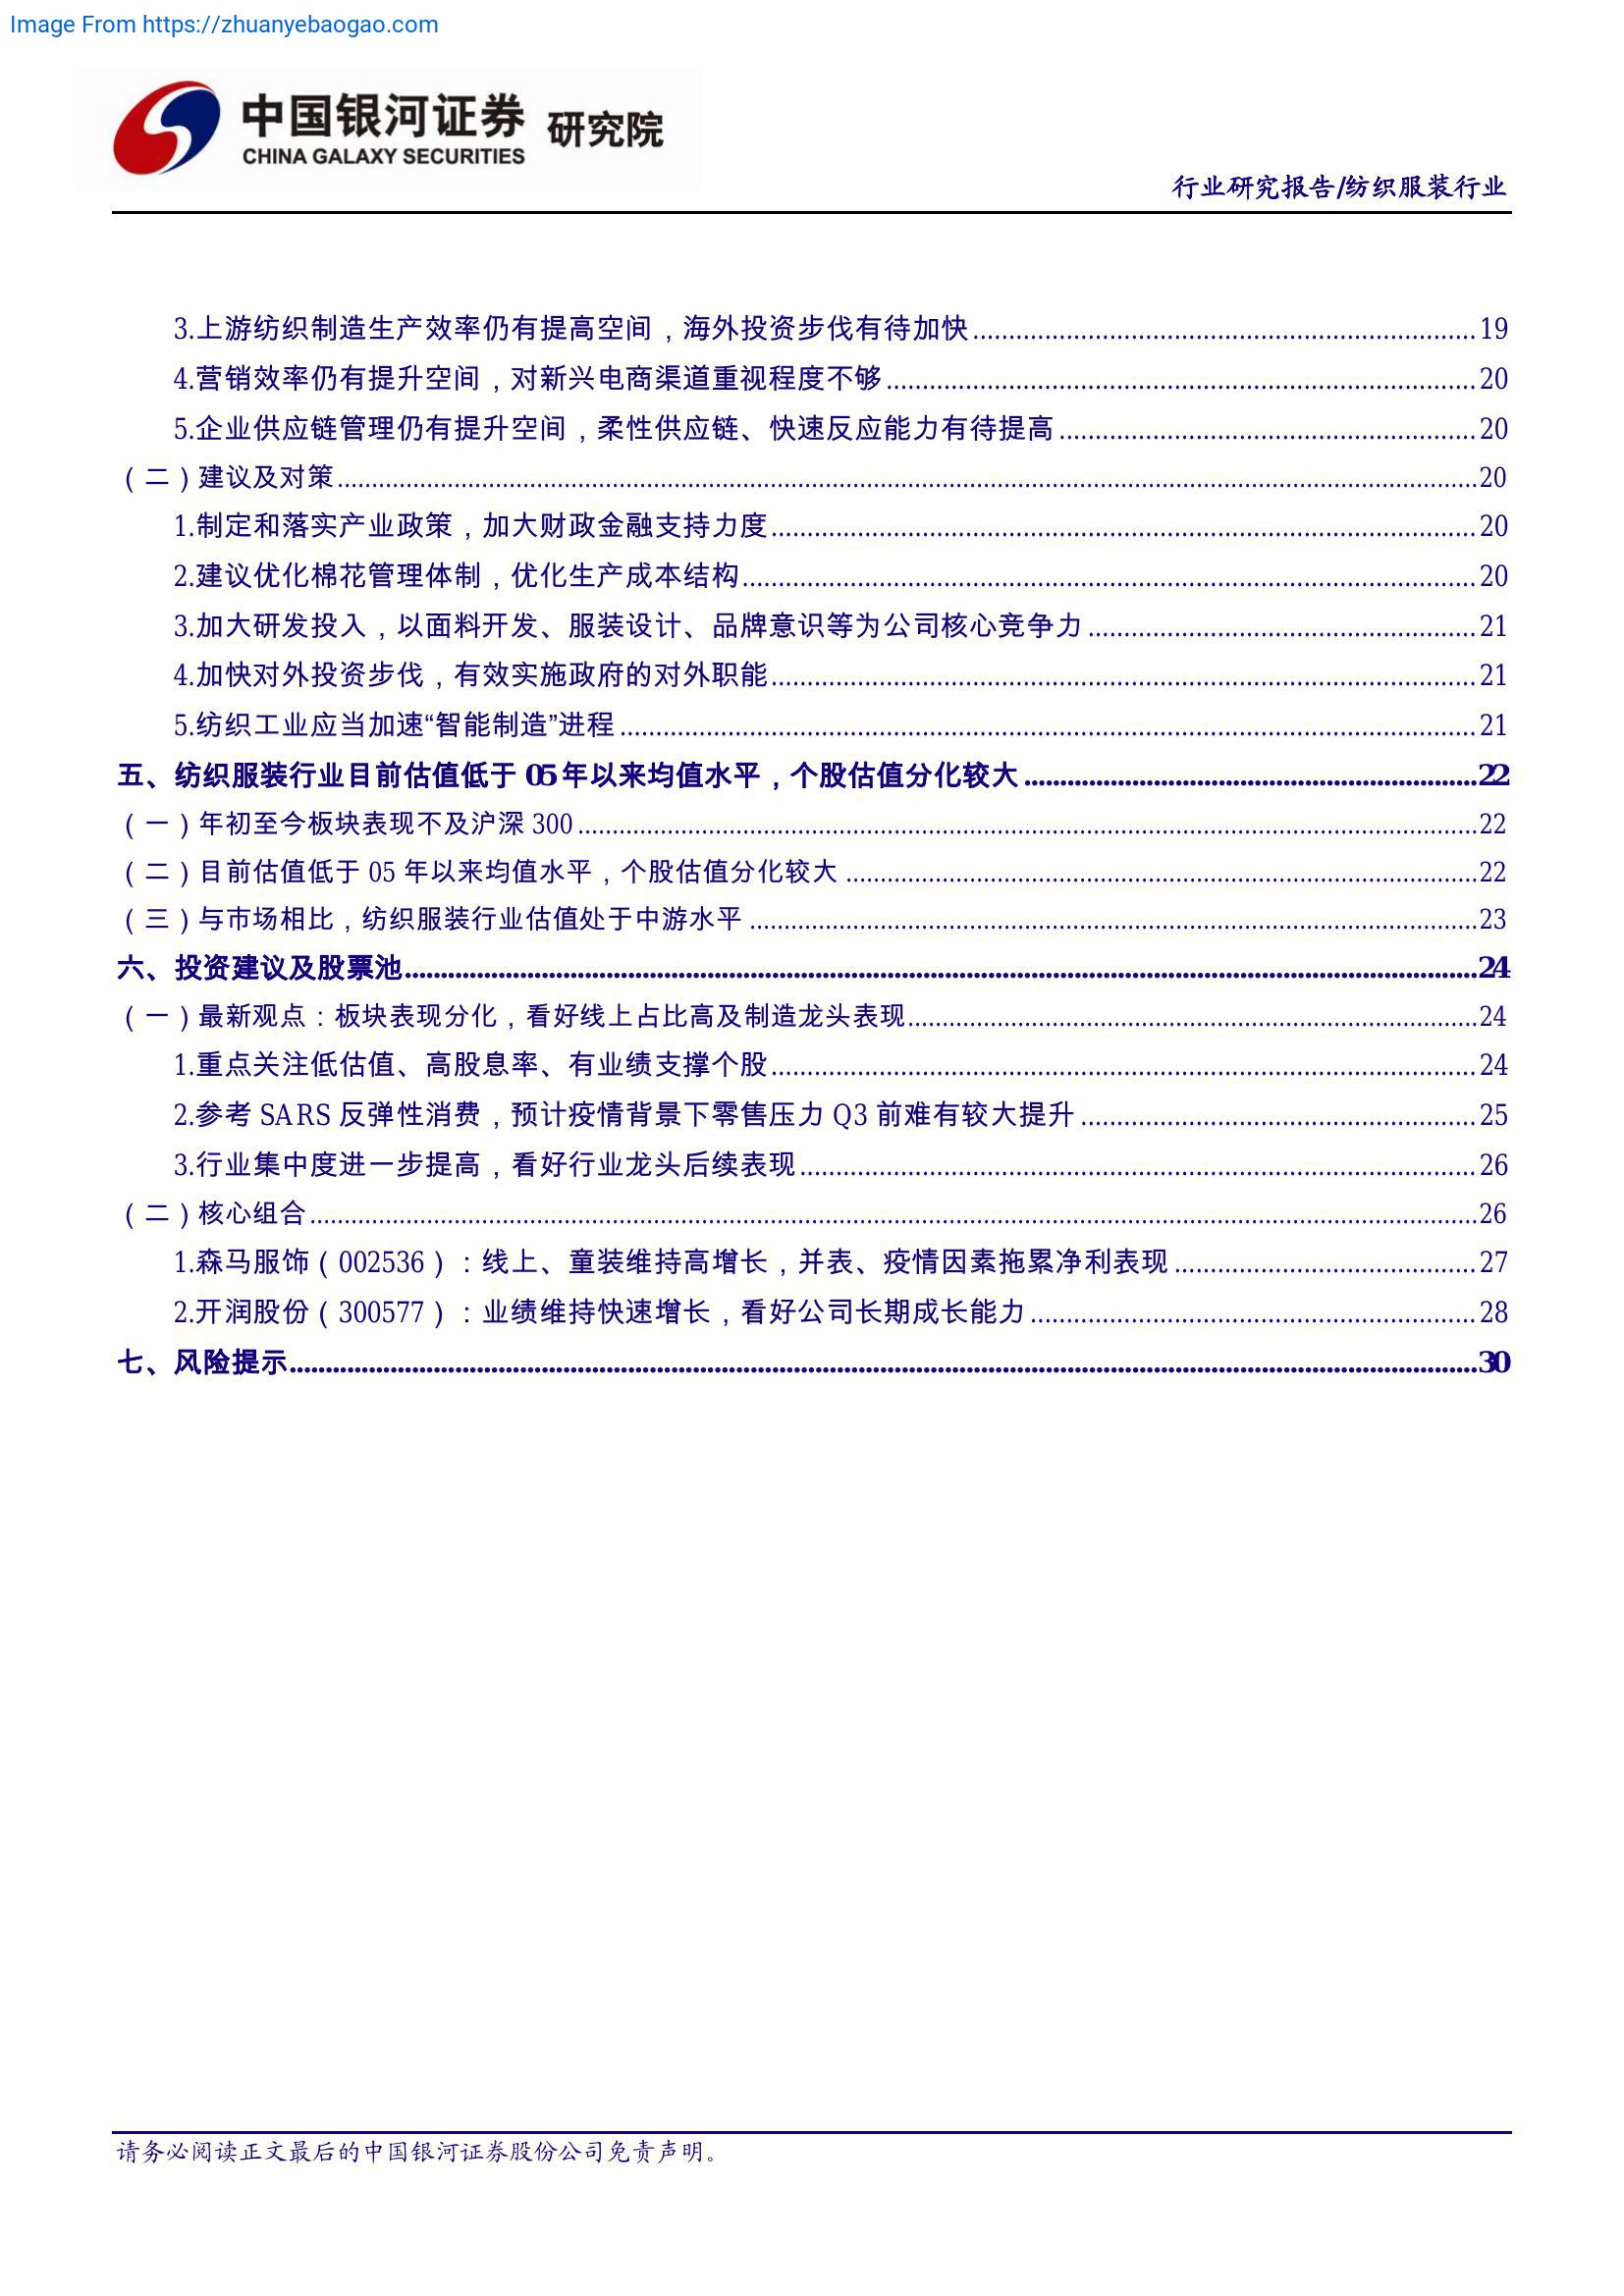 Image From https://zhuanyebaogao.com
中国银河证券 研究院
CHINA GALAXY SECURITIES
行业研究报告/纺织服装行业
3.上游纺织制造生产效率仍有提高空间，海外投资步伐有待加快........................................19
4.营销效率仍有提升空间，对新兴电商渠道重视程度不够........................................20
5.企业供应链管理仍有提升空间，柔性供应链、快速反应能力有待提高........................................20
（二）建议及对策........................................20
1.制定和落实产业政策，加大财政金融支持力度........................................20
2.建议优化棉花管理体制，优化生产成本结构........................................20
3.加大研发投入，以面料开发、服装设计、品牌意识等为公司核心竞争力........................................21
4.加快对外投资步伐，有效实施政府的对外职能........................................21
5.纺织工业应当加速“智能制造”进程........................................21
五、纺织服装行业目前估值低于 05 年以来均值水平，个股估值分化较大........................................22
（一）年初至今板块表现不及沪深 300........................................22
（二）目前估值低于 05 年以来均值水平，个股估值分化较大........................................22
（三）与市场相比，纺织服装行业估值处于中游水平........................................23
六、投资建议及股票池........................................24
（一）最新观点：板块表现分化，看好线上占比高及制造龙头表现........................................24
1.重点关注低估值、高股息率、有业绩支撑个股........................................24
2.参考 SARS 反弹性消费，预计疫情背景下零售压力 Q3 前难有较大提升........................................25
3.行业集中度进一步提高，看好行业龙头后续表现........................................26
（二）核心组合........................................26
1.森马服饰（002536）：线上、童装维持高增长，并表、疫情因素拖累净利表现........................................27
2.开润股份（300577）：业绩维持快速增长，看好公司长期成长能力........................................28
七、风险提示........................................30
请务必阅读正文最后的中国银河证券股份公司免责声明。